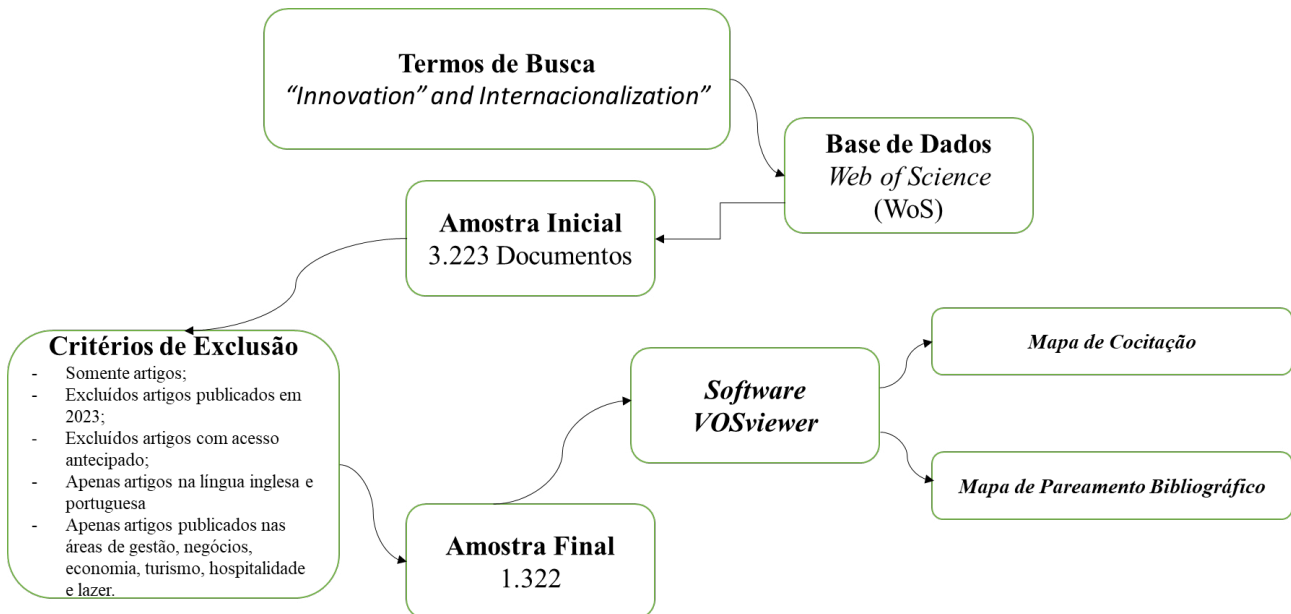 Termos de Busca
“Innovation” and Internacionalization”
Base de Dados
Web of Science
(WoS)
Amostra Inicial
3.223 Documentos
Critérios de Exclusão
- Somente artigos;
- Excluídos artigos publicados em
2023;
- Excluídos artigos com acesso
antecipado;
- Apenas artigos na língua inglesa e
portuguesa
- Apenas artigos publicados nas
áreas de gestão, negócios,
economia, turismo, hospitalidade
e lazer.
Amostra Final
1.322
Software
VOSviewer
Mapa de Cocitação
Mapa de Pareamento Bibliográfico